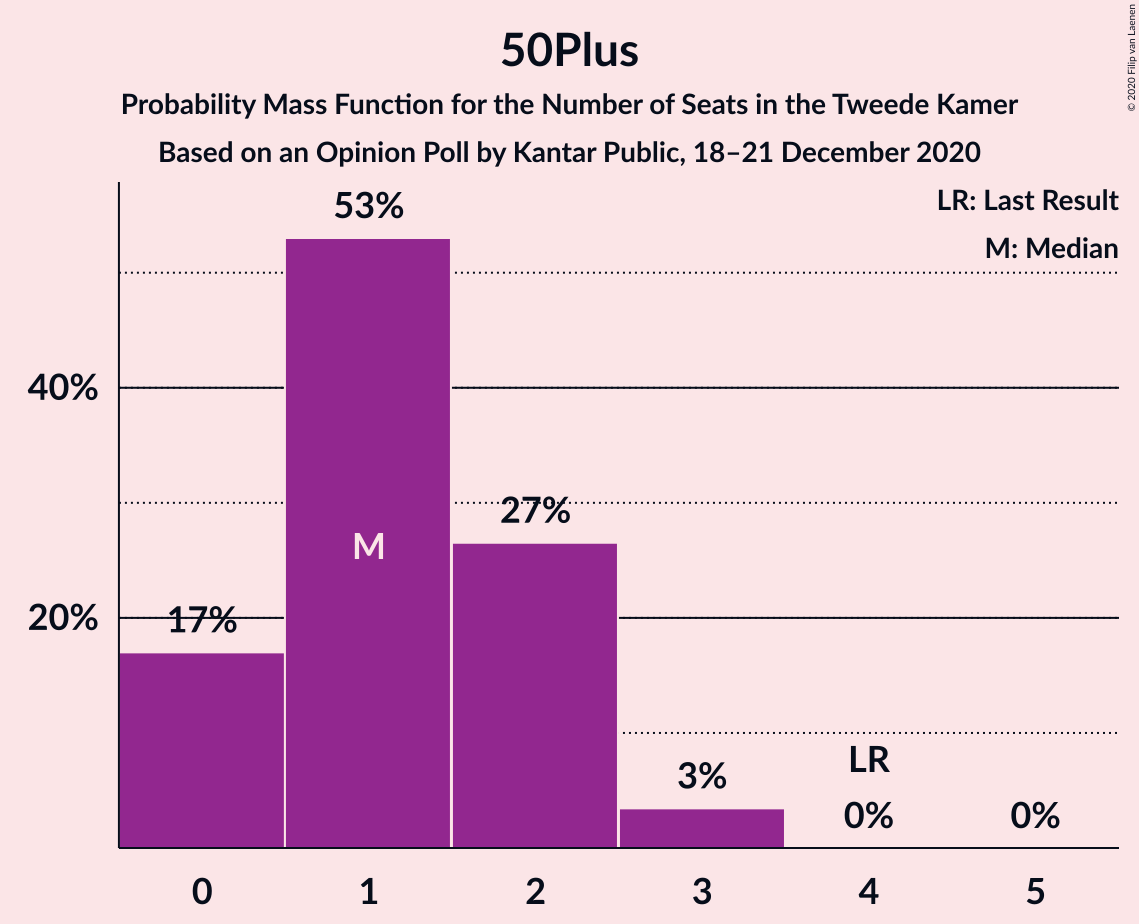 50Plus
Probability Mass Function for the Number of Seats in the Tweede Kamer
Based on an Opinion Poll by Kantar Public, 18–21 December 2020
© 2020 Filip van Laenen
LR: Last Result
M: Median
53%
40%
27%
M
20%
17%
LR
3%
0%
0%
0
1
2
3
4
5